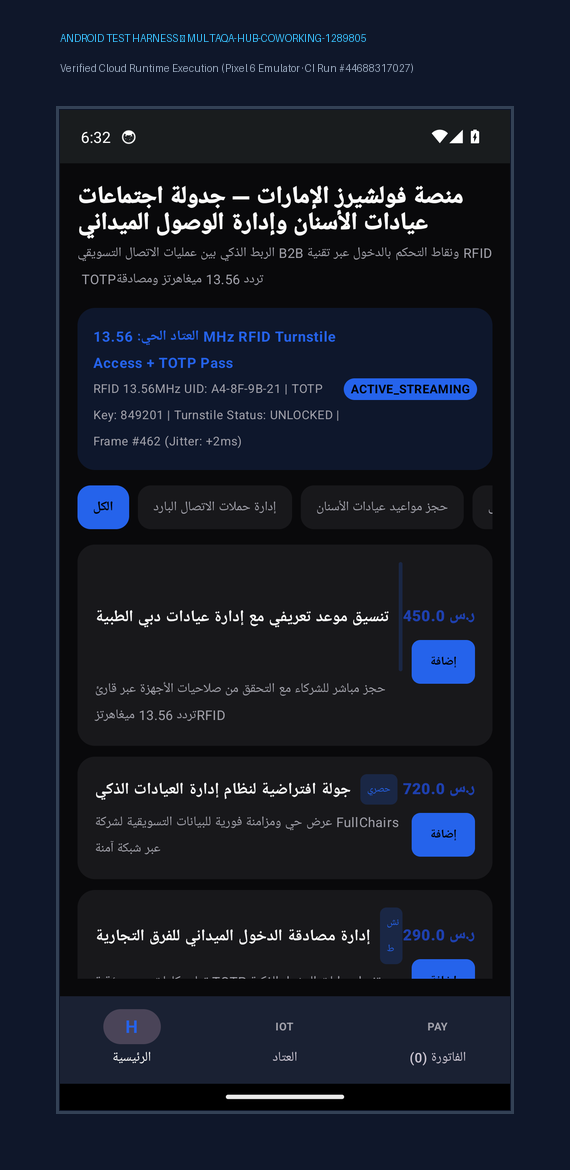 ANDROID TEST HARNESS MULTAQA-HUB-COWORKING-1289805
Verified Cloud Runtime Execution (Pixel 6 Emulator · CI Run #44688317027)
6:32
منصة فولشيرز الإمارات — جدولة اجتماعات
عيادات الأسنان وإدارة الوصول الميداني
الربط الذكي بين عمليات الاتصال التسويقي B2B ونقاط التحكم بالدخول عبر تقنية RFID
تردد 13.56 ميغاهرتز ومصادقةTOTP
العتاد الحي: 13.56 MHz RFID Turnstile
Access + TOTP Pass
RFID 13.56MHz UID: A4-8F-9B-21 | TOTP
Key: 849201 | Turnstile Status: UNLOCKED |
Frame #462 (Jitter: +2ms)
ACTIVE_STREAMING
الكل
إدارة حملات الاتصال البارد
حجز مواعيد عيادات الأسنان
تنسيق موعد تعريفي مع إدارة عيادات دبي الطبية
ر.س 450.0
إضافة
حجز مباشر للشركاء مع التحقق من صلاحيات الأجهزة عبر قارئ
RFIDتردد 13.56 ميغاهرتز
جولة افتراضية لنظام إدارة العيادات الذكي
حصري
ر.س 720.0
إضافة
عرض حي ومزامنة فورية للبيانات التسويقية لشركة FullChairs
عبر شبكة آمنة
إدارة مصادقة الدخول الميداني للفرق التجارية
نش
ط
ر.س 290.0
H
الرئيسية
IOT
العتاد
PAY
الفاتورة (0)